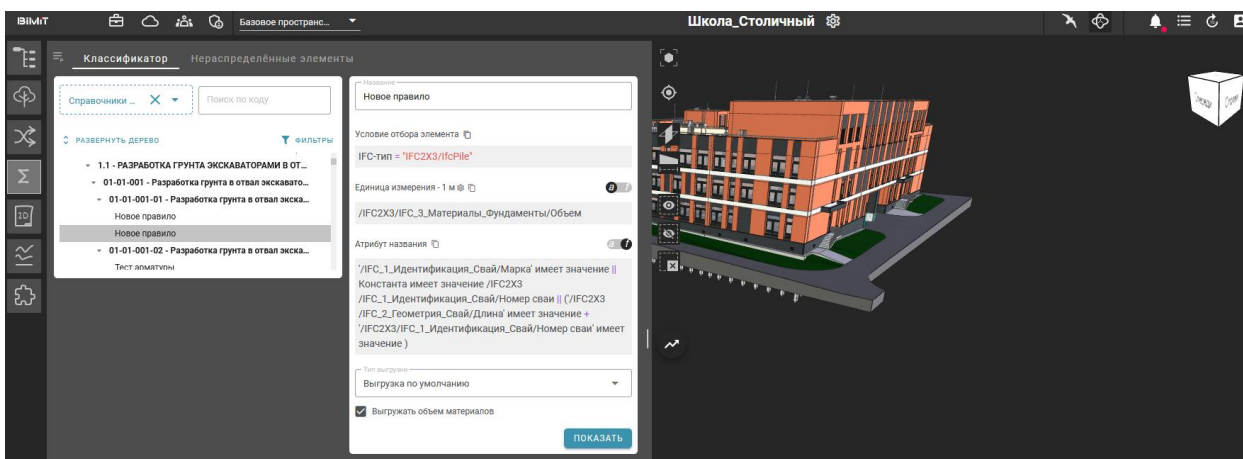 BIMIT
Базовое пространс...
Школа_Столичный
Классификатор
Нераспределённые элементы
Справочники ...
Поиск по коду
РАЗВЕРНУТЬ ДЕРЕВО
ФИЛЬТРЫ
1.1 - РАЗРАБОТКА ГРУНТА ЭКСКАВАТОРАМИ В ОТ...
01-01-001 - Разработка грунта в отвал экскавато...
01-01-001-01 - Разработка грунта в отвал экска...
Новое правило
Новое правило
01-01-001-02 - Разработка грунта в отвал экска...
Тест арматуры
Название
Новое правило
Условие отбора элемента
IFC-тип = "IFC2X3/IfcPile"
Единица измерения - 1 м
a
f
/IFC2X3/IFC_3_Материалы_Фундаменты/Объем
Атрибут названия
a
f
'/IFC_1_Идентификация_Свай/Марка' имеет значение ||
Константа имеет значение /IFC2X3
/IFC_1_Идентификация_Свай/Номер сваи || ('/IFC2X3
/IFC_2_Геометрия_Свай/Длина' имеет значение +
'/IFC2X3/IFC_1_Идентификация_Свай/Номер сваи' имеет
значение )
Тип выгрузки
Выгрузка по умолчанию
Выгружать объем материалов
ПОКАЗАТЬ
2D